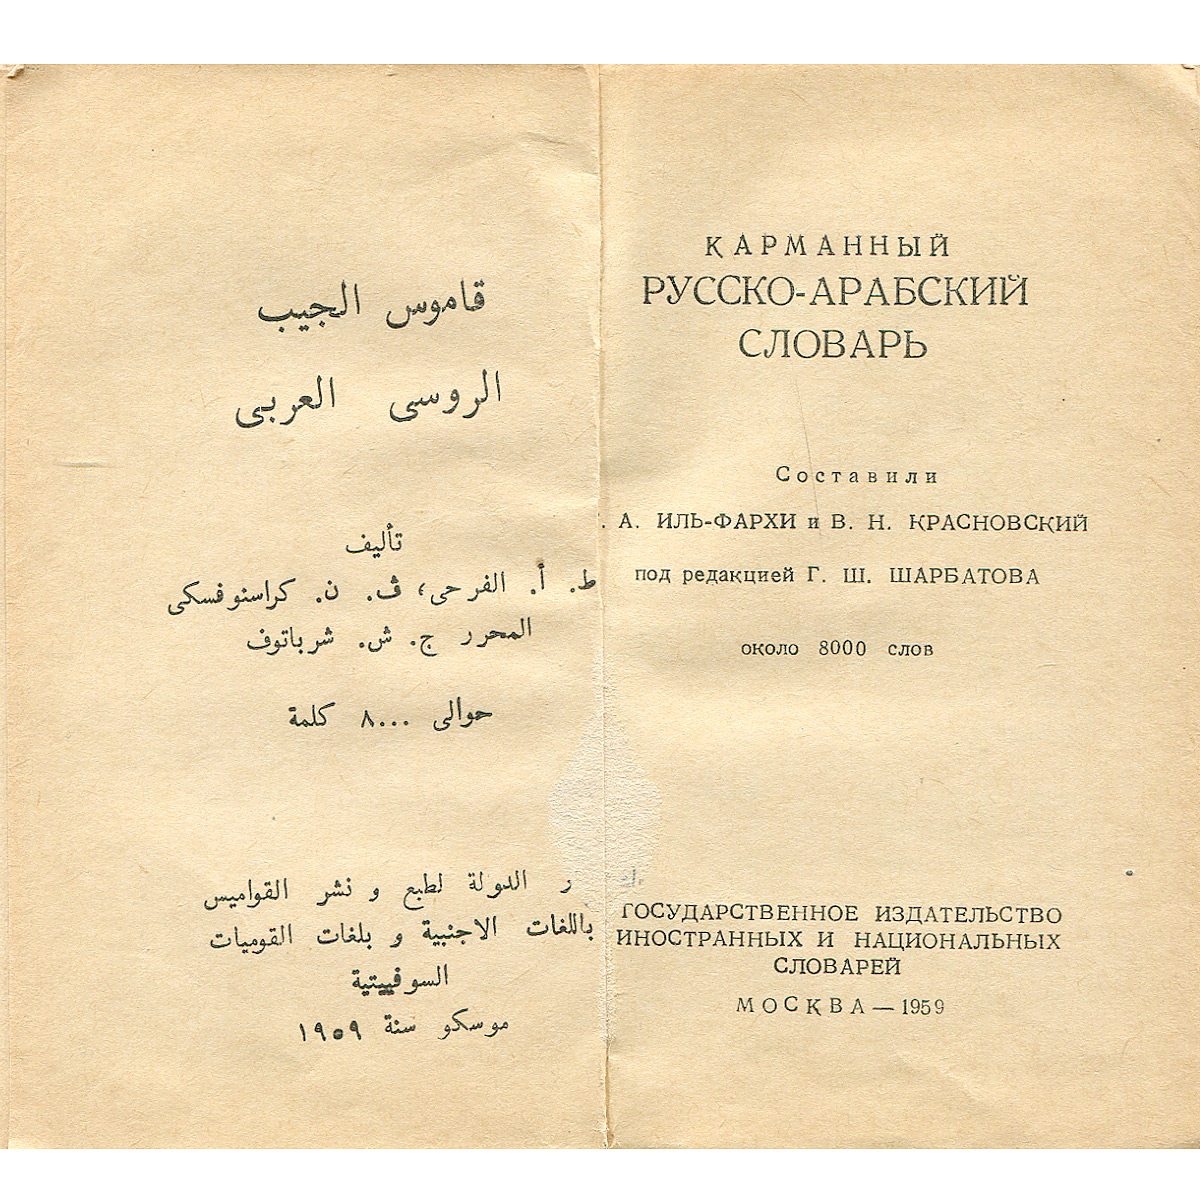 قاموس الجيب
الروسى العربى
تأليف
ط. أ. الفرحى، ڤ. ن. كراسنوفسكى
المحرر ج. ش. شرباتوف
حوالى ٨٠٠٠ كلمة
ر الدولة لطبع و نشر القواميس
باللغات الاجنبية و بلغات القوميات
السوفييتية
موسكو سنة ١٩٥٩
КАРМАННЫЙ
РУССКО-АРАБСКИЙ
СЛОВАРЬ
Составили
. А. ИЛЬ-ФАРХИ и В. Н. КРАСНОВСКИЙ
под редакцией Г. Ш. ШАРБАТОВА
около 8000 слов
ГОСУДАРСТВЕННОЕ ИЗДАТЕЛЬСТВО
ИНОСТРАННЫХ И НАЦИОНАЛЬНЫХ
СЛОВАРЕЙ
МОСКВА — 1959